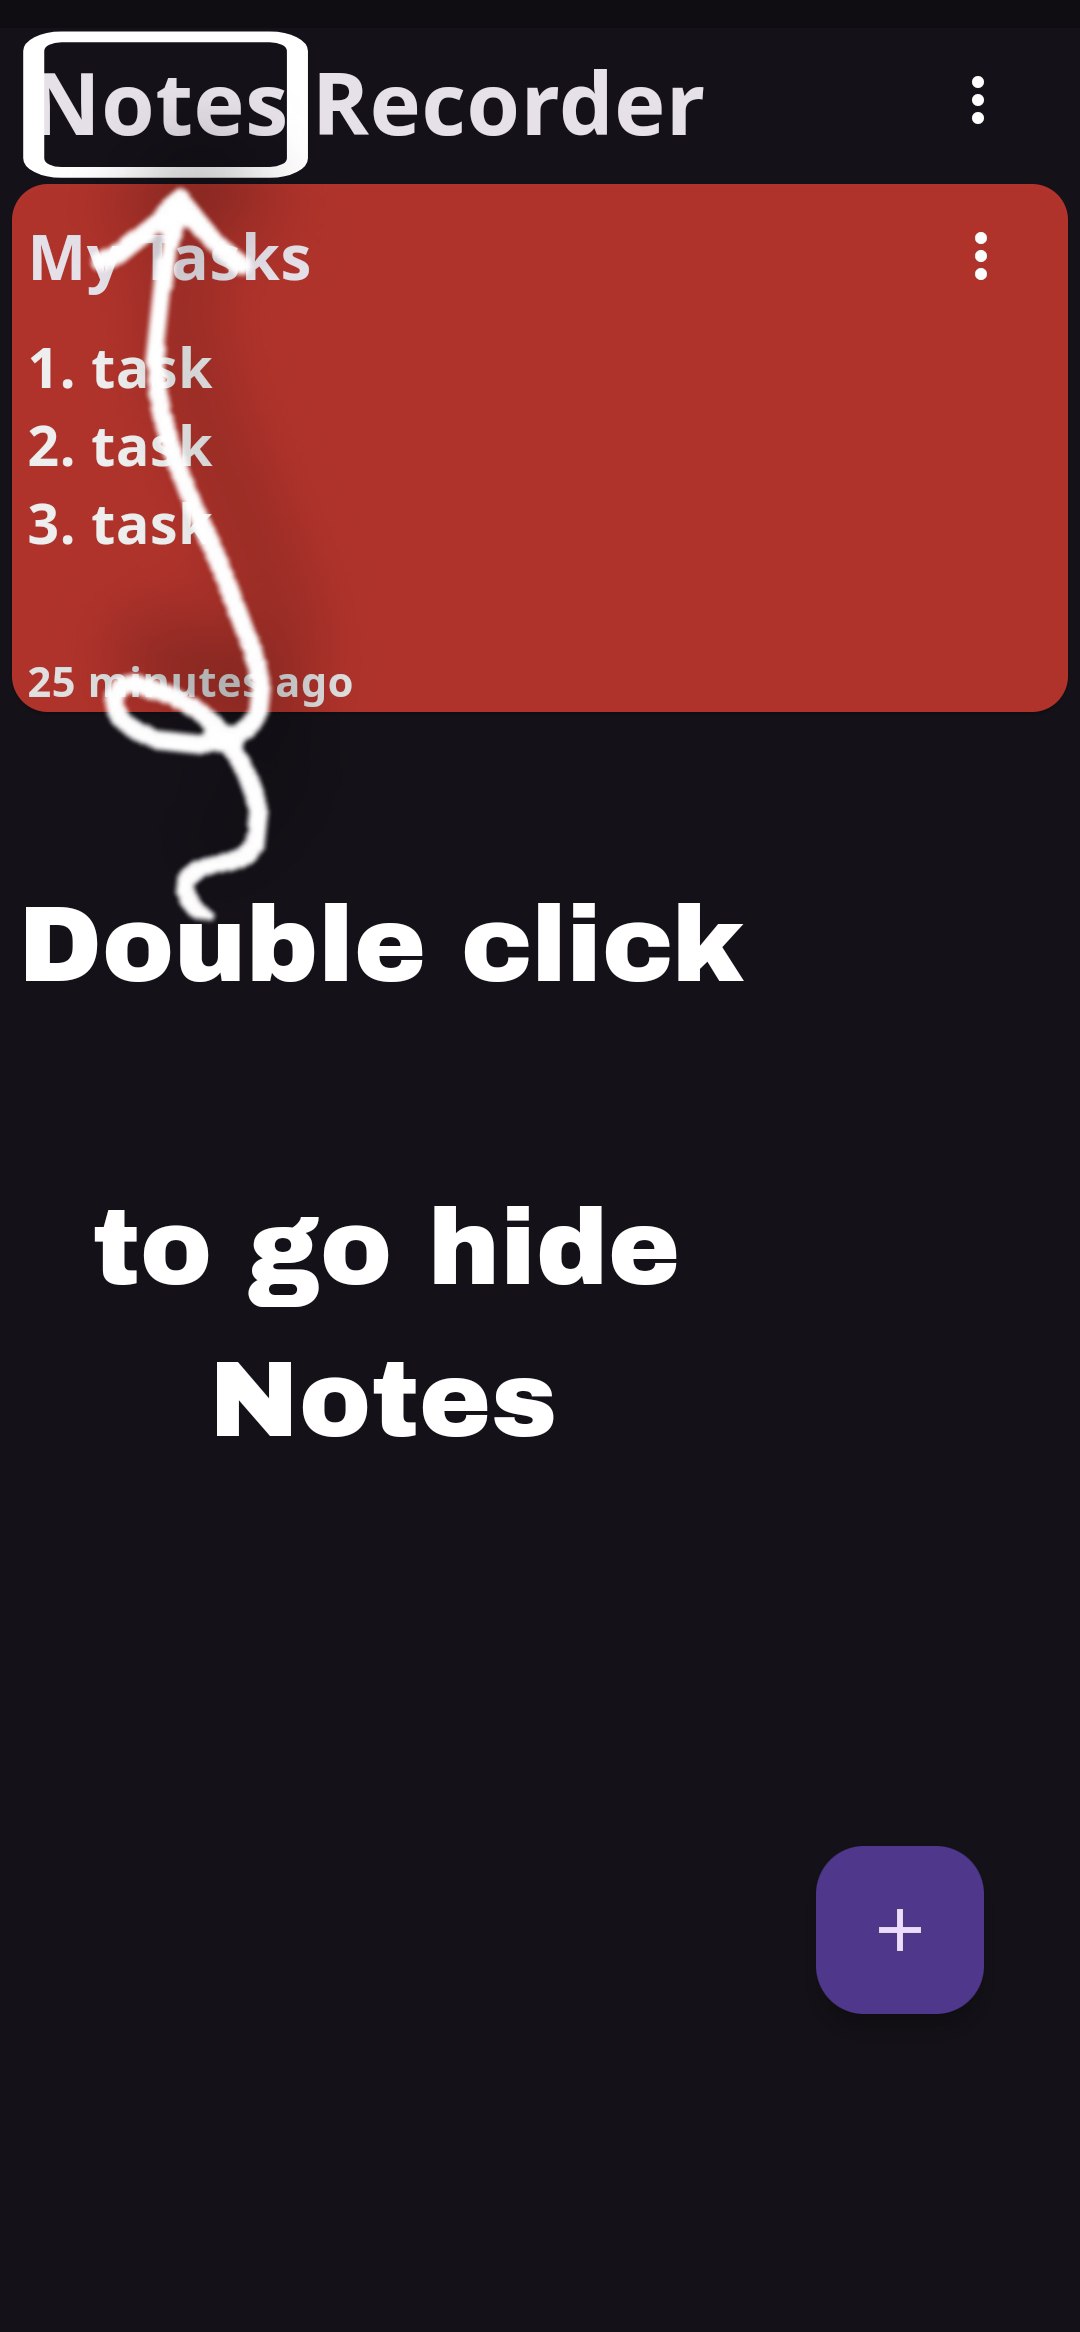 Notes Recorder
My Tasks
1. task
2. task
3. task
25 minutes ago
Double click
to go hide
Notes